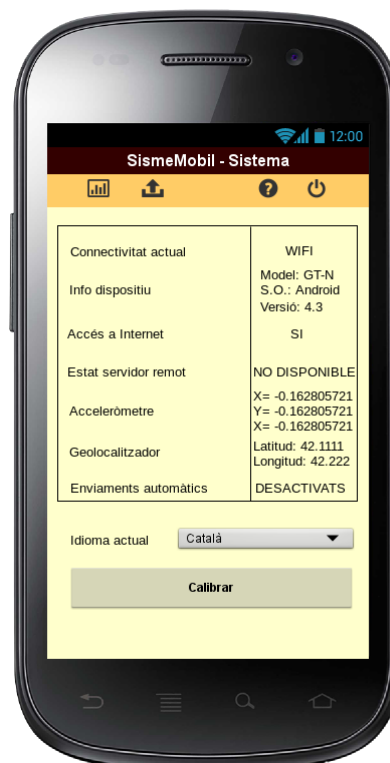 12:00
SismeMobil - Sistema
Connectivitat actual WIFI
Info dispositiu Model: GT-N
S.O.: Android
Versió: 4.3
Accés a Internet SI
Estat servidor remot NO DISPONIBLE
Acceleròmetre X= -0.162805721
Y= -0.162805721
X= -0.162805721
Geolocalitzador Latitud: 42.1111
Longitud: 42.222
Enviaments automàtics DESACTIVATS
Idioma actual Català
Calibrar